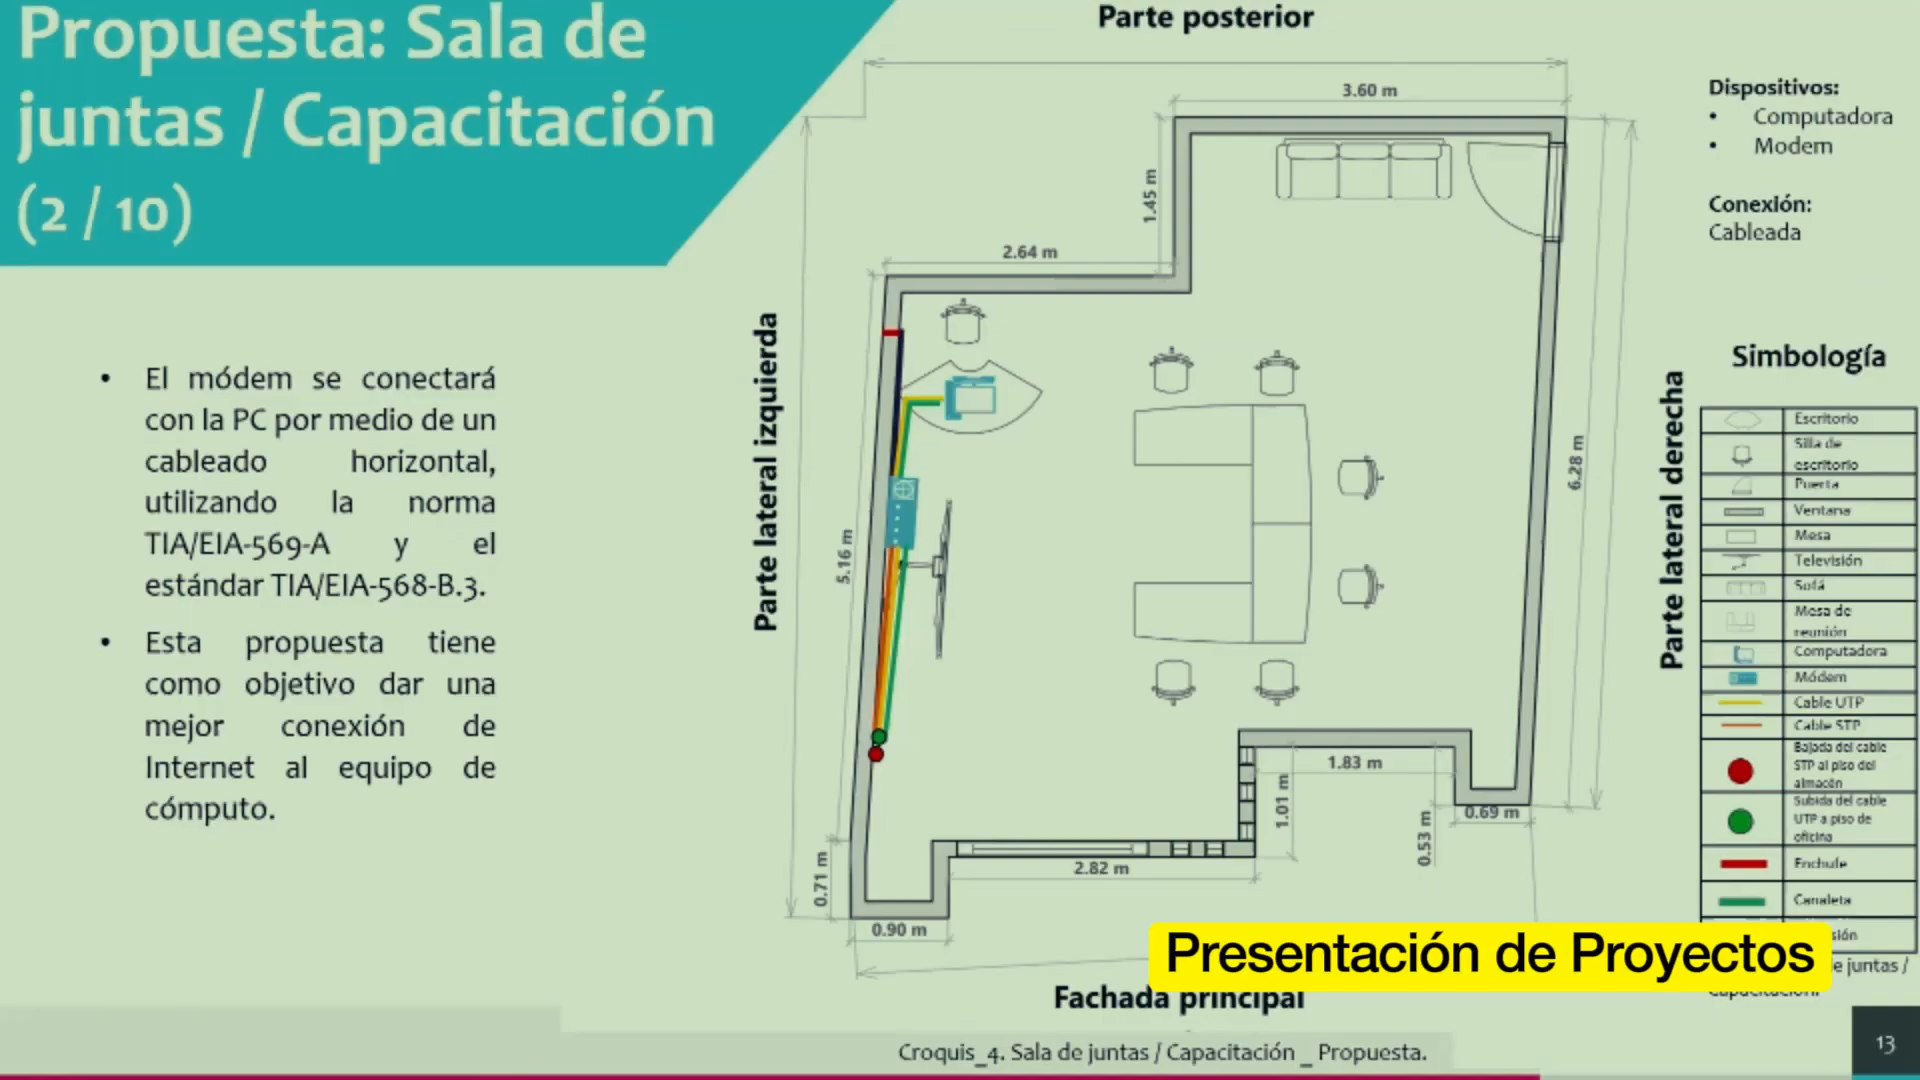 Propuesta: Sala de
juntas / Capacitación
(2 / 10)
• El módem se conectará
con la PC por medio de un
cableado horizontal,
utilizando la norma
TIA/EIA-569-A y el
estándar TIA/EIA-568-B.3.
• Esta propuesta tiene
como objetivo dar una
mejor conexión de
Internet al equipo de
cómputo.
Parte posterior
3.60 m
1.45 m
2.64 m
Parte lateral izquierda
5.16 m
6.28 m
Parte lateral derecha
1.83 m
1.01 m
0.53 m
0.69 m
2.82 m
0.71 m
0.90 m
Fachada principal
Croquis_4. Sala de juntas / Capacitación _ Propuesta.
Dispositivos:
• Computadora
• Modem
Conexión:
Cableada
Simbología
Escritorio
Silla de
escritorio
Puerta
Ventana
Mesa
Televisión
Sofá
Mesa de
reunión
Computadora
Módem
Cable UTP
Cable STP
Bajada del cable
STP al piso del
almacén
Subida del cable
UTP a piso de
oficina
Enchufe
Canaleta
Presentación de Proyectos
e juntas /
13